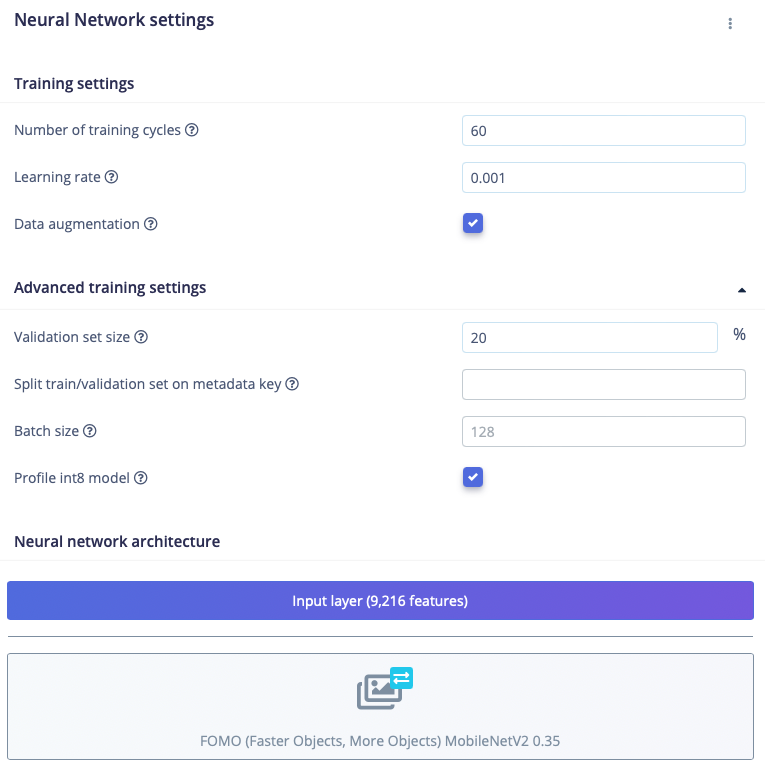 Neural Network settings
Training settings
Number of training cycles
60
Learning rate
0.001
Data augmentation
Advanced training settings
Validation set size
20
%
Split train/validation set on metadata key
Batch size
128
Profile int8 model
Neural network architecture
Input layer (9,216 features)
FOMO (Faster Objects, More Objects) MobileNetV2 0.35